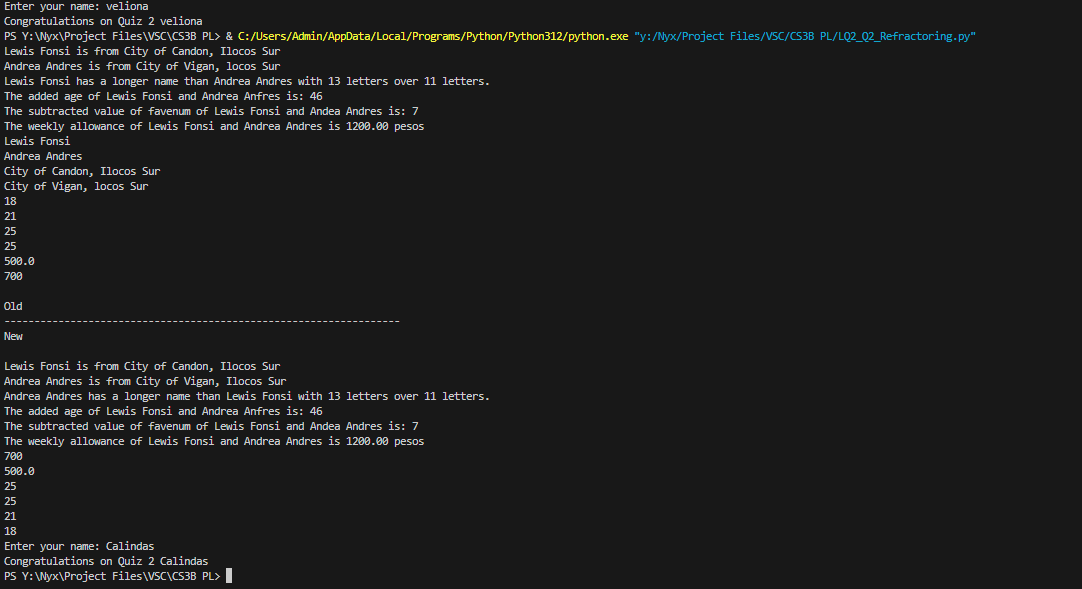 Enter your name: veliona
Congratulations on Quiz 2 veliona
PS Y:\Nyx\Project Files\VSC\CS3B PL> & C:/Users/Admin/AppData/Local/Programs/Python/Python312/python.exe "y:/Nyx/Project Files/VSC/CS3B PL/LQ2_Q2_Refractoring.py"
Lewis Fonsi is from City of Candon, Ilocos Sur
Andrea Andres is from City of Vigan, locos Sur
Lewis Fonsi has a longer name than Andrea Andres with 13 letters over 11 letters.
The added age of Lewis Fonsi and Andrea Anfres is: 46
The subtracted value of favenum of Lewis Fonsi and Andea Andres is: 7
The weekly allowance of Lewis Fonsi and Andrea Andres is 1200.00 pesos
Lewis Fonsi
Andrea Andres
City of Candon, Ilocos Sur
City of Vigan, locos Sur
18
21
25
25
500.0
700
Old
------------------------------------------------------------------
New
Lewis Fonsi is from City of Candon, Ilocos Sur
Andrea Andres is from City of Vigan, Ilocos Sur
Andrea Andres has a longer name than Lewis Fonsi with 13 letters over 11 letters.
The added age of Lewis Fonsi and Andrea Anfres is: 46
The subtracted value of favenum of Lewis Fonsi and Andea Andres is: 7
The weekly allowance of Lewis Fonsi and Andrea Andres is 1200.00 pesos
700
500.0
25
25
21
18
Enter your name: Calindas
Congratulations on Quiz 2 Calindas
PS Y:\Nyx\Project Files\VSC\CS3B PL>